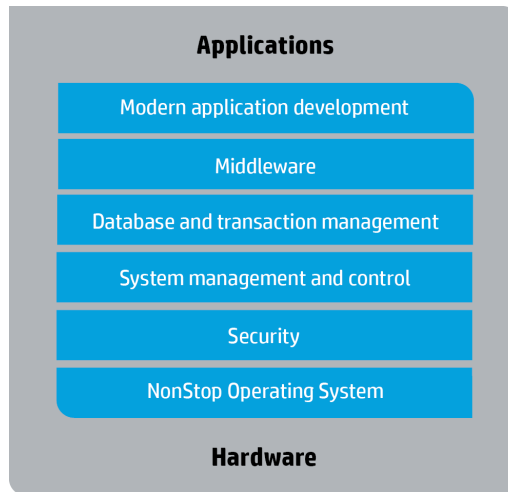 Applications
Modern application development
Middleware
Database and transaction management
System management and control
Security
NonStop Operating System
Hardware